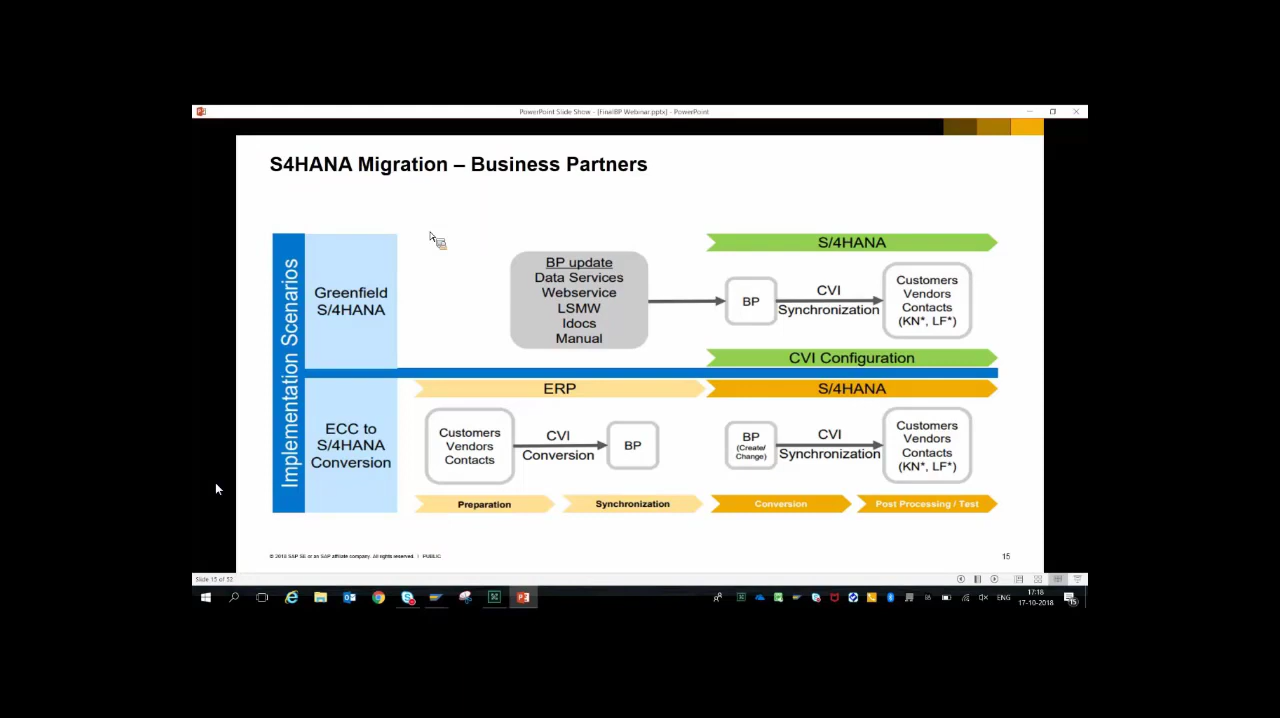 PowerPoint Slide Show - [FinalBP Webinar.pptx] - PowerPoint
S4HANA Migration – Business Partners
Implementation Scenarios
Greenfield
S/4HANA
BP update
Data Services
Webservice
LSMW
Idocs
Manual
S/4HANA
BP
CVI
Synchronization
Customers
Vendors
Contacts
(KN*, LF*)
CVI Configuration
ECC to
S/4HANA
Conversion
ERP
S/4HANA
Customers
Vendors
Contacts
CVI
Conversion
BP
BP
(Create/
Change)
CVI
Synchronization
Customers
Vendors
Contacts
(KN*, LF*)
Preparation
Synchronization
Conversion
Post Processing / Test
© 2018 SAP SE or an SAP affiliate company. All rights reserved. | PUBLIC
15
Slide 15 of 52
ENG
17:18
17-10-2018
15